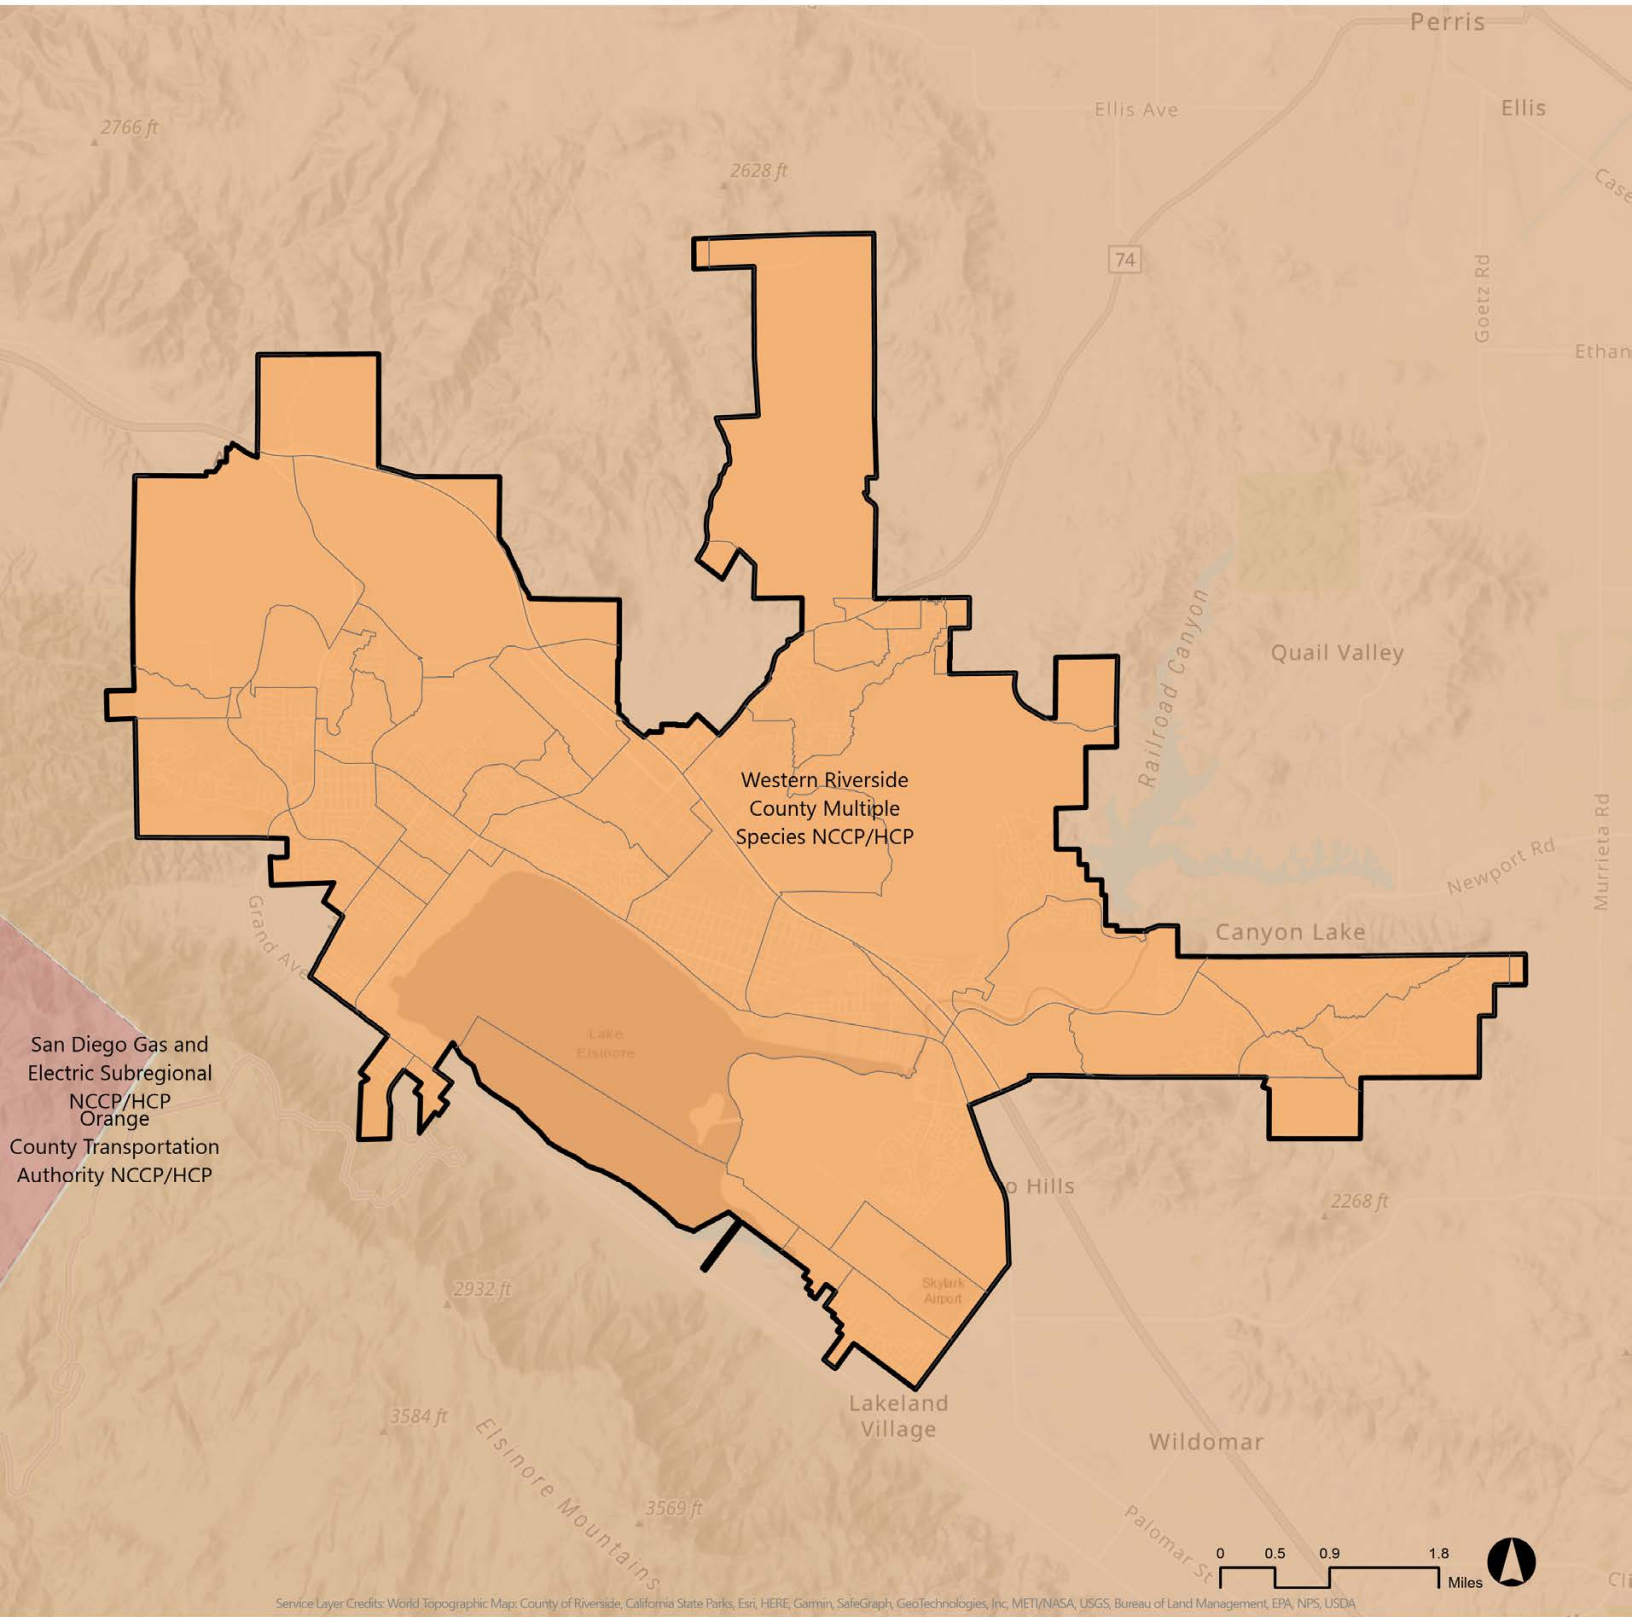 Perris
Ellis Ave
Ellis
2766 ft
2628 ft
74
Goetz Rd
Ethan
Railroad Canyon
Quail Valley
Western Riverside
County Multiple
Species NCCP/HCP
Newport Rd
Murrieta Rd
Grand Ave
Canyon Lake
San Diego Gas and
Electric Subregional
NCCP/HCP
Orange
County Transportation
Authority NCCP/HCP
Lake
Elsinore
o Hills
2268 ft
2932 ft
Skylark
Airport
Lakeland
Village
3584 ft
Elsinore Mountains
3569 ft
Wildomar
Palomar St
0 0.5 0.9 1.8
Miles
Service Layer Credits: World Topographic Map: County of Riverside, California State Parks, Esri, HERE, Garmin, SafeGraph, GeoTechnologies, Inc, METI/NASA, USGS, Bureau of Land Management, EPA, NPS, USDA